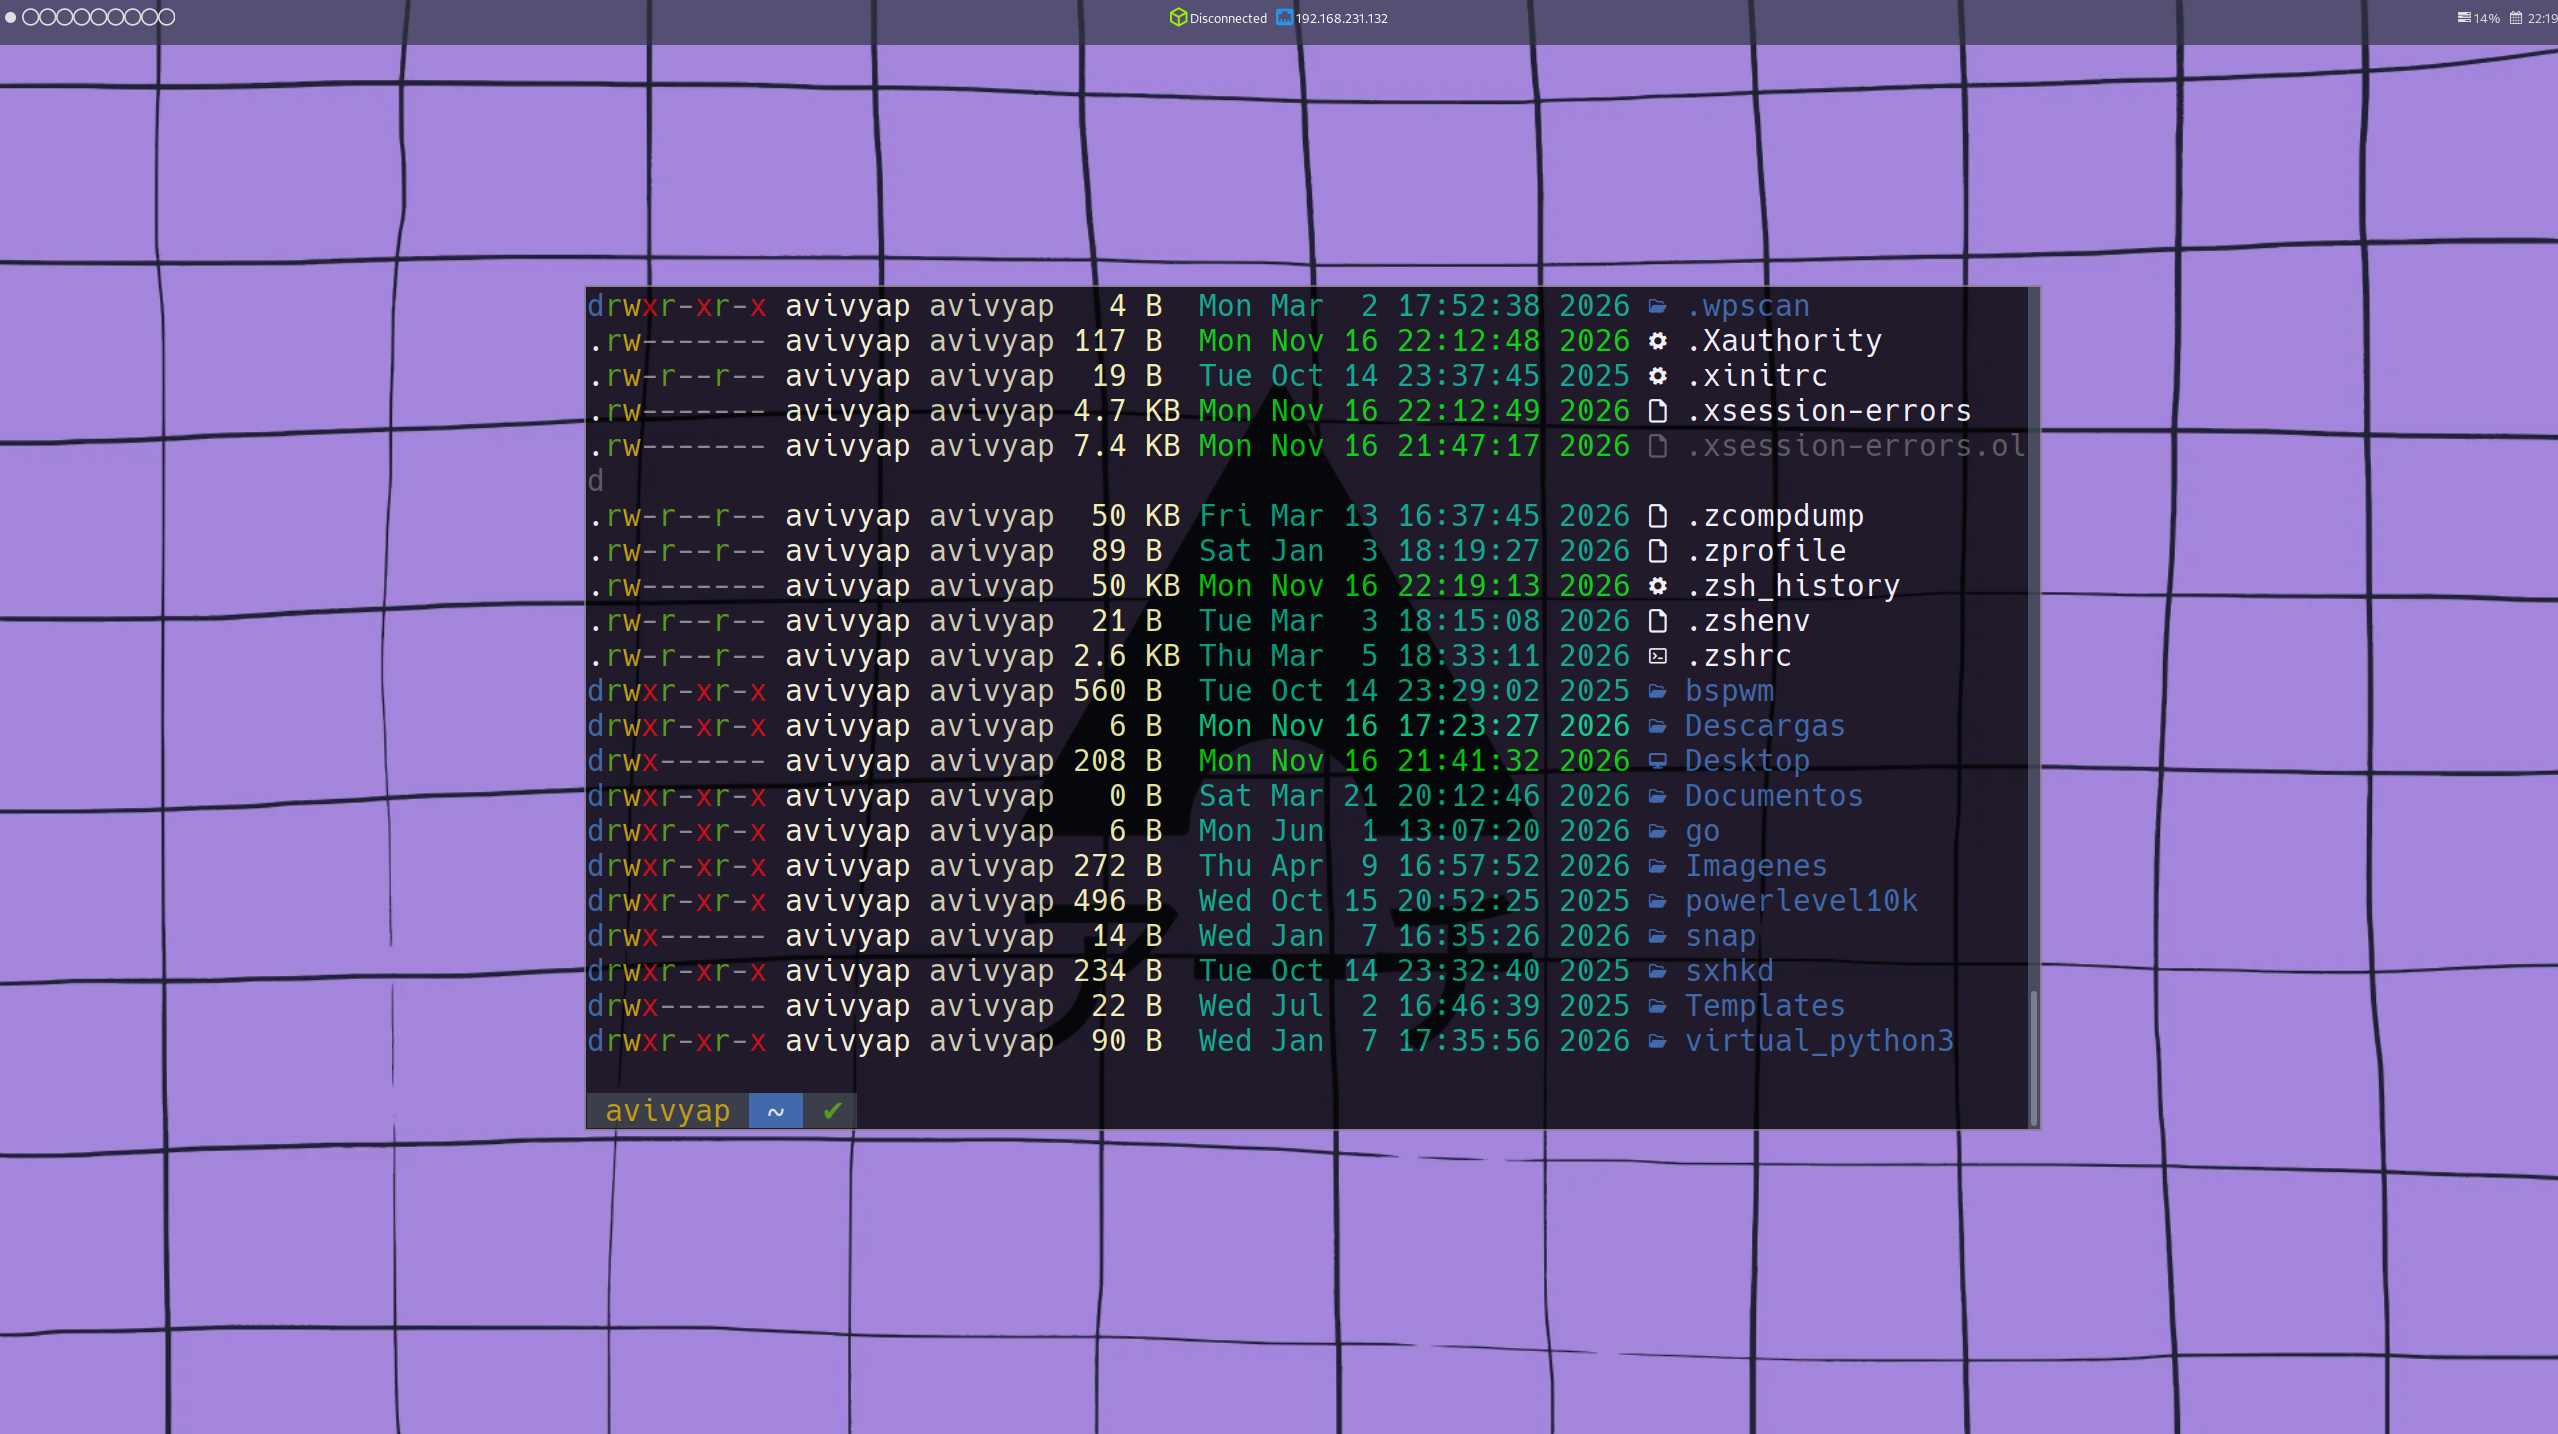 Disconnected 192.168.231.132 14% 22:19
drwxr-xr-x avivyap avivyap 4 B Mon Mar 2 17:52:38 2026 .wpscan
.rw------- avivyap avivyap 117 B Mon Nov 16 22:12:48 2026 .Xauthority
.rw-r--r-- avivyap avivyap 19 B Tue Oct 14 23:37:45 2025 .xinitrc
.rw------- avivyap avivyap 4.7 KB Mon Nov 16 22:12:49 2026 .xsession-errors
.rw------- avivyap avivyap 7.4 KB Mon Nov 16 21:47:17 2026 .xsession-errors.ol
d
.rw-r--r-- avivyap avivyap 50 KB Fri Mar 13 16:37:45 2026 .zcompdump
.rw-r--r-- avivyap avivyap 89 B Sat Jan 3 18:19:27 2026 .zprofile
.rw------- avivyap avivyap 50 KB Mon Nov 16 22:19:13 2026 .zsh_history
.rw-r--r-- avivyap avivyap 21 B Tue Mar 3 18:15:08 2026 .zshenv
.rw-r--r-- avivyap avivyap 2.6 KB Thu Mar 5 18:33:11 2026 .zshrc
drwxr-xr-x avivyap avivyap 560 B Tue Oct 14 23:29:02 2025 bspwm
drwxr-xr-x avivyap avivyap 6 B Mon Nov 16 17:23:27 2026 Descargas
drwx------ avivyap avivyap 208 B Mon Nov 16 21:41:32 2026 Desktop
drwxr-xr-x avivyap avivyap 0 B Sat Mar 21 20:12:46 2026 Documentos
drwxr-xr-x avivyap avivyap 6 B Mon Jun 1 13:07:20 2026 go
drwxr-xr-x avivyap avivyap 272 B Thu Apr 9 16:57:52 2026 Imagenes
drwxr-xr-x avivyap avivyap 496 B Wed Oct 15 20:52:25 2025 powerlevel10k
drwx------ avivyap avivyap 14 B Wed Jan 7 16:35:26 2026 snap
drwxr-xr-x avivyap avivyap 234 B Tue Oct 14 23:32:40 2025 sxhkd
drwx------ avivyap avivyap 22 B Wed Jul 2 16:46:39 2025 Templates
drwxr-xr-x avivyap avivyap 90 B Wed Jan 7 17:35:56 2026 virtual_python3
avivyap ~ ✔